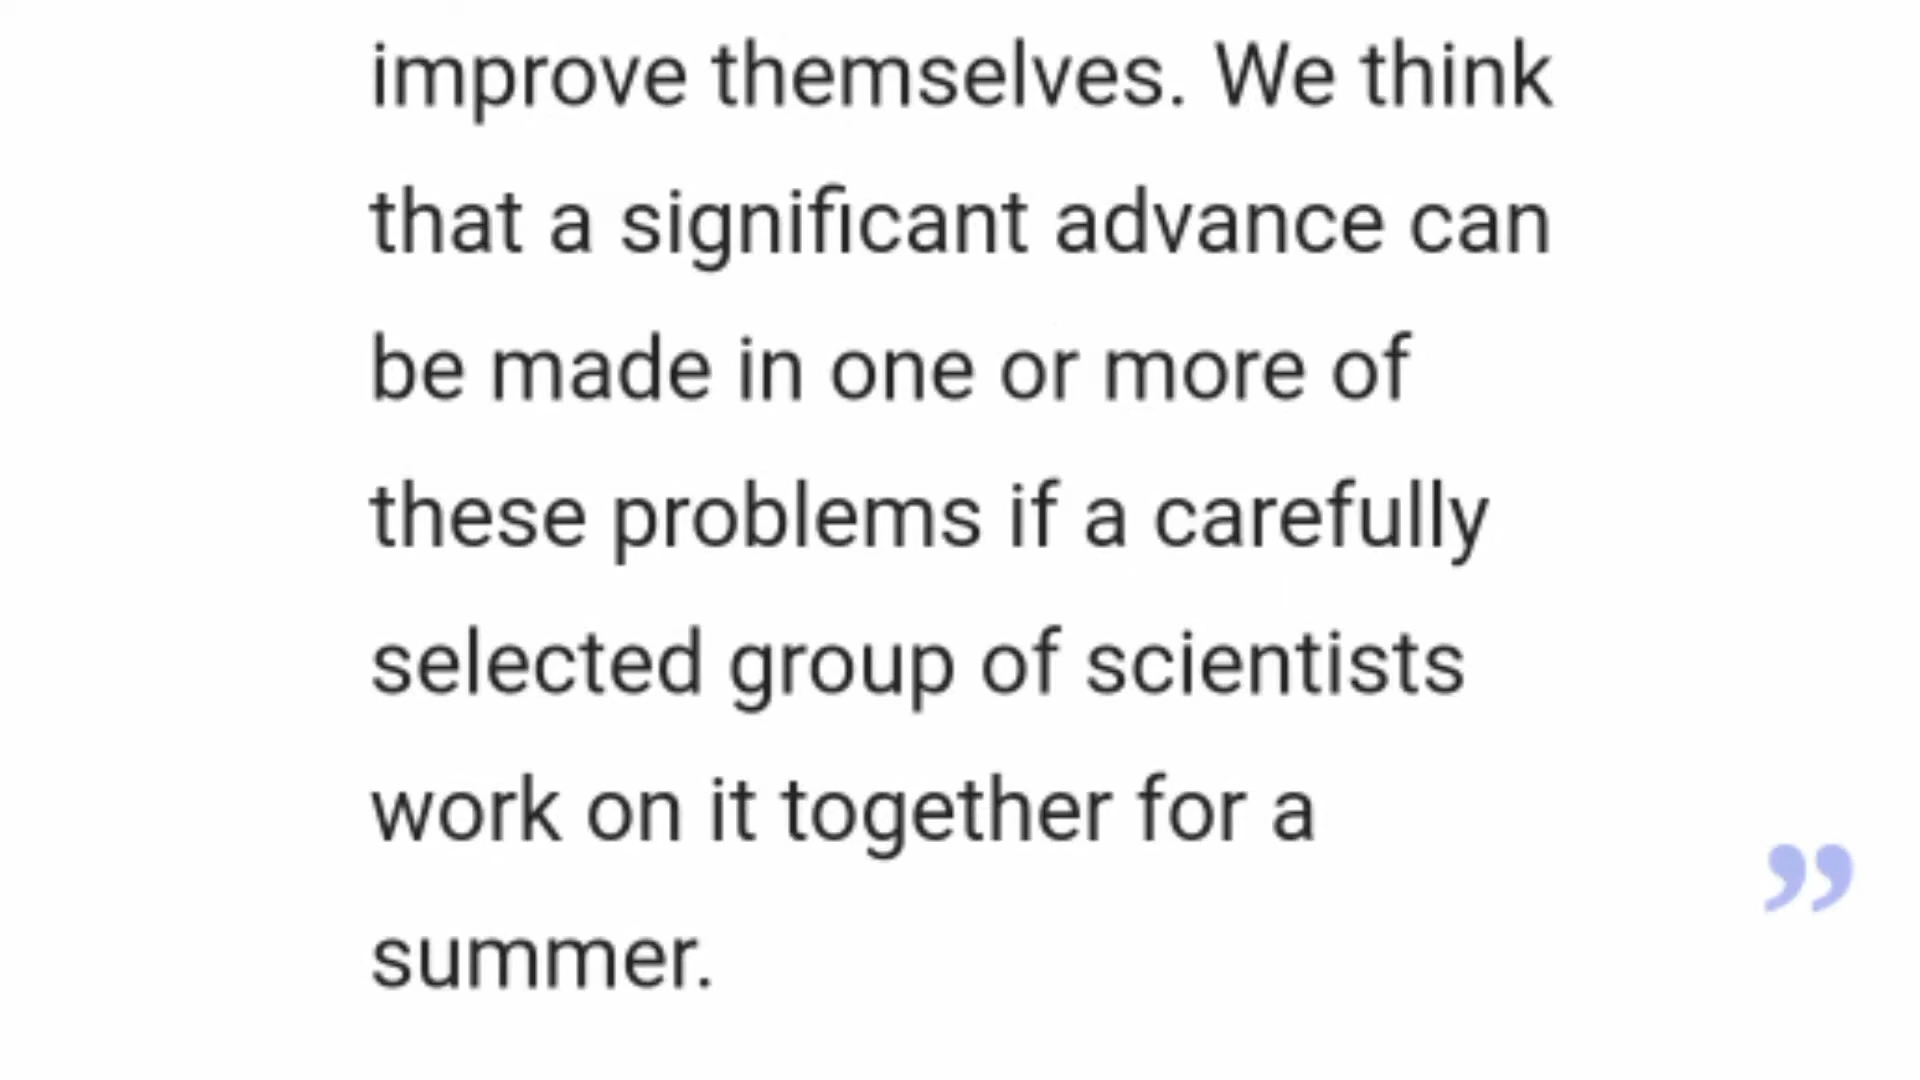 improve themselves. We think
that a significant advance can
be made in one or more of
these problems if a carefully
selected group of scientists
work on it together for a
summer.
”